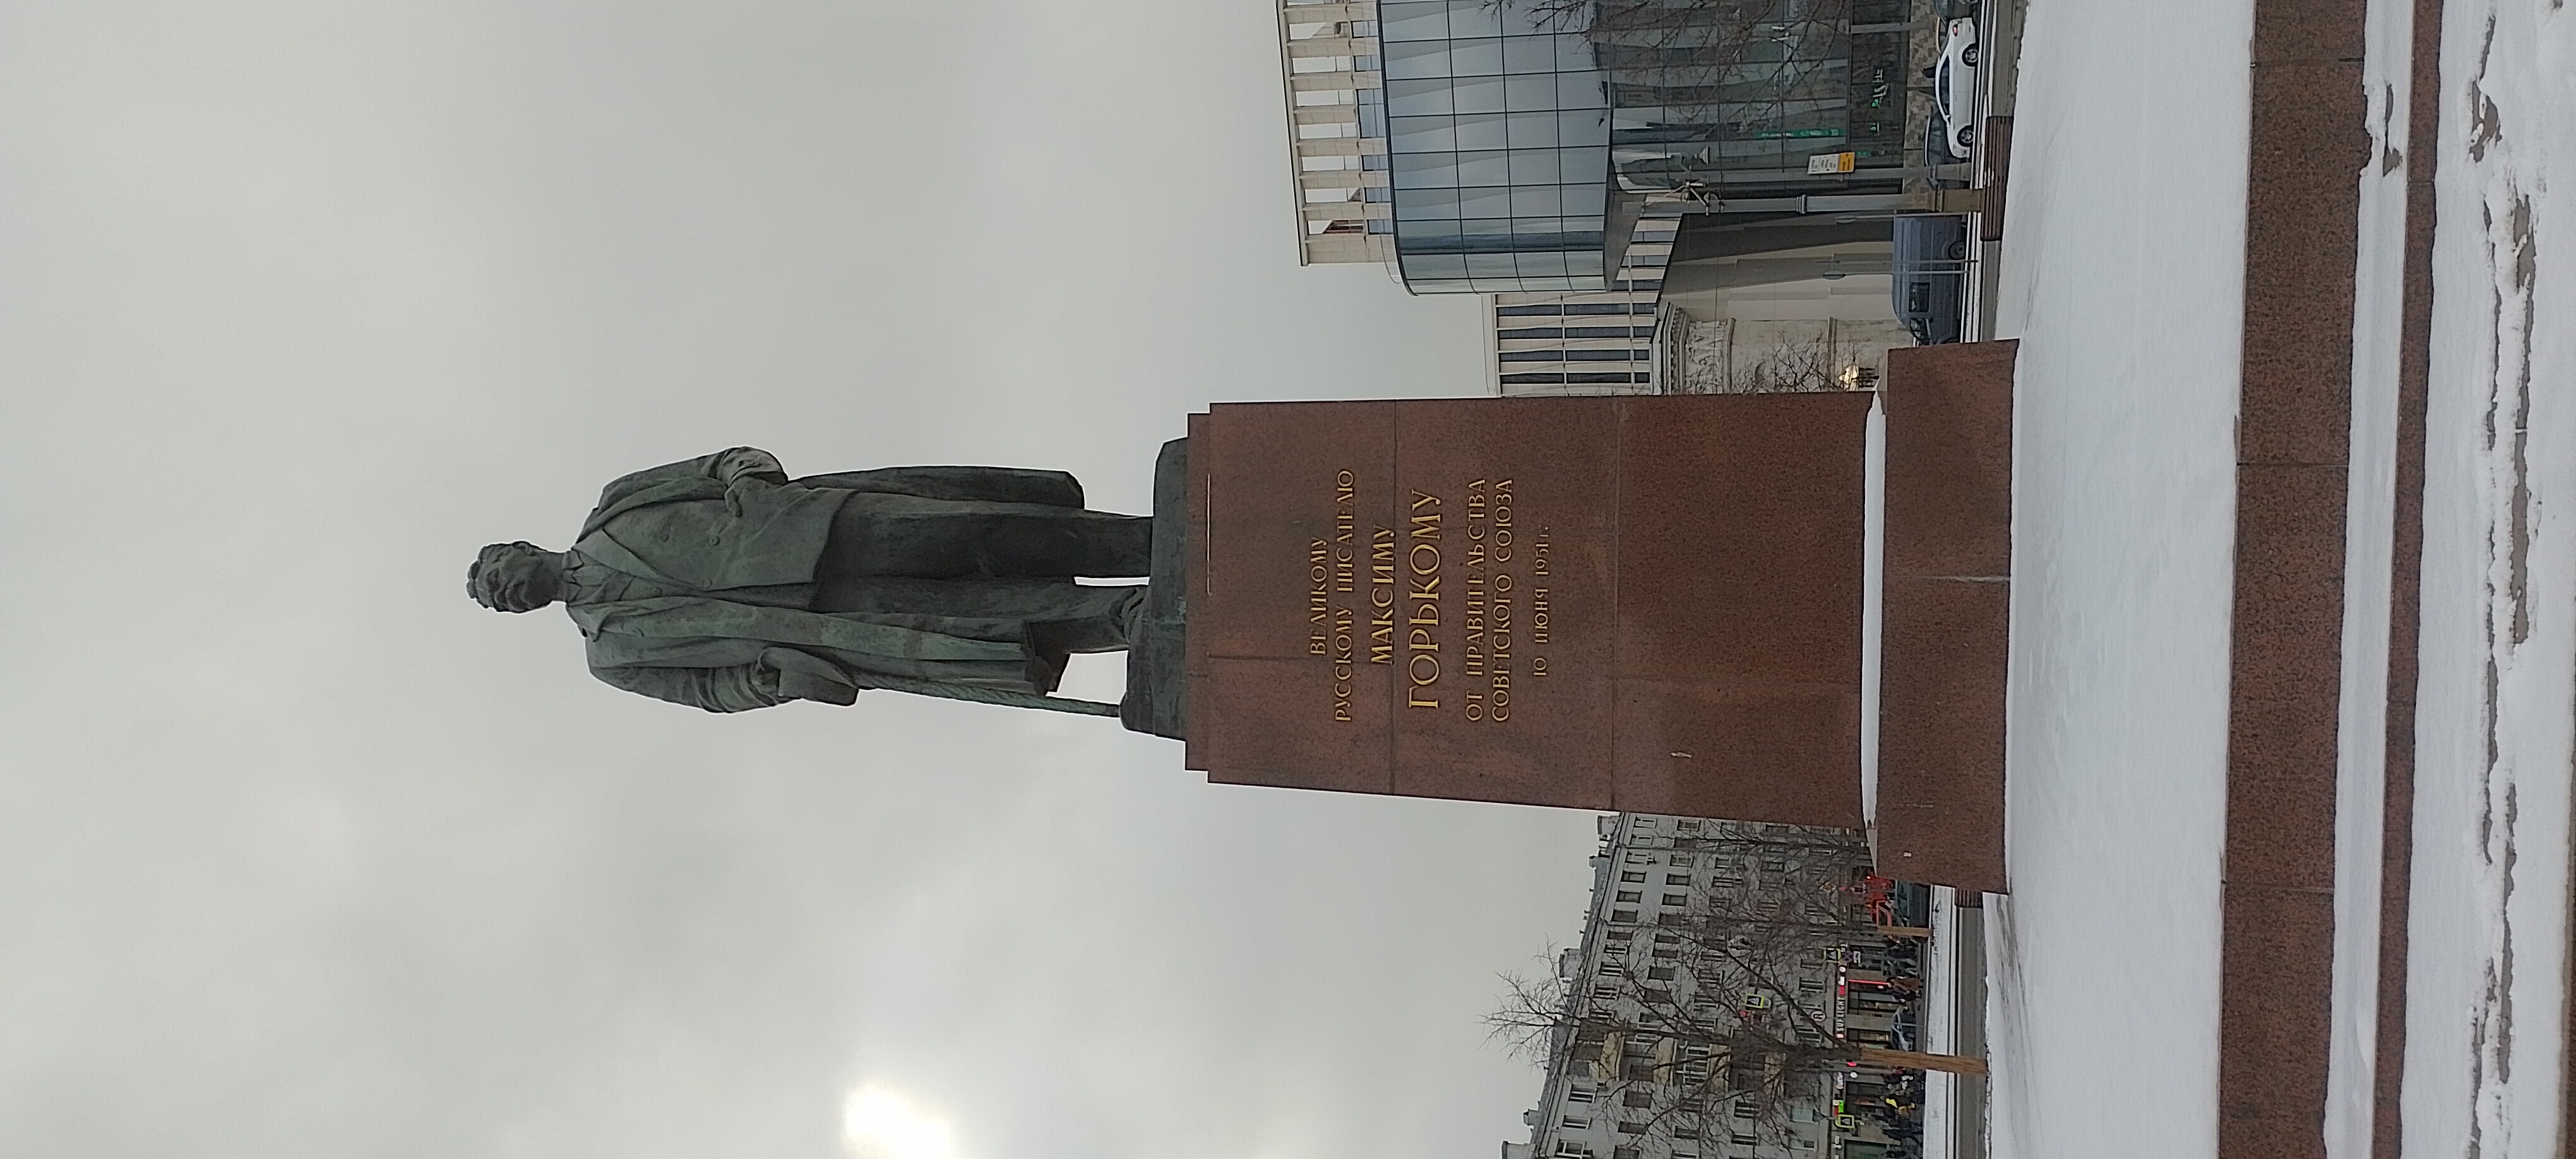 ВЕЛИКОМУ
РУССКОМУ ПИСАТЕЛЮ
МАКСИМУ
ГОРЬКОМУ
ОТ ПРАВИТЕЛЬСТВА
СОВЕТСКОГО СОЮЗА
10 ИЮНЯ 1951 г.